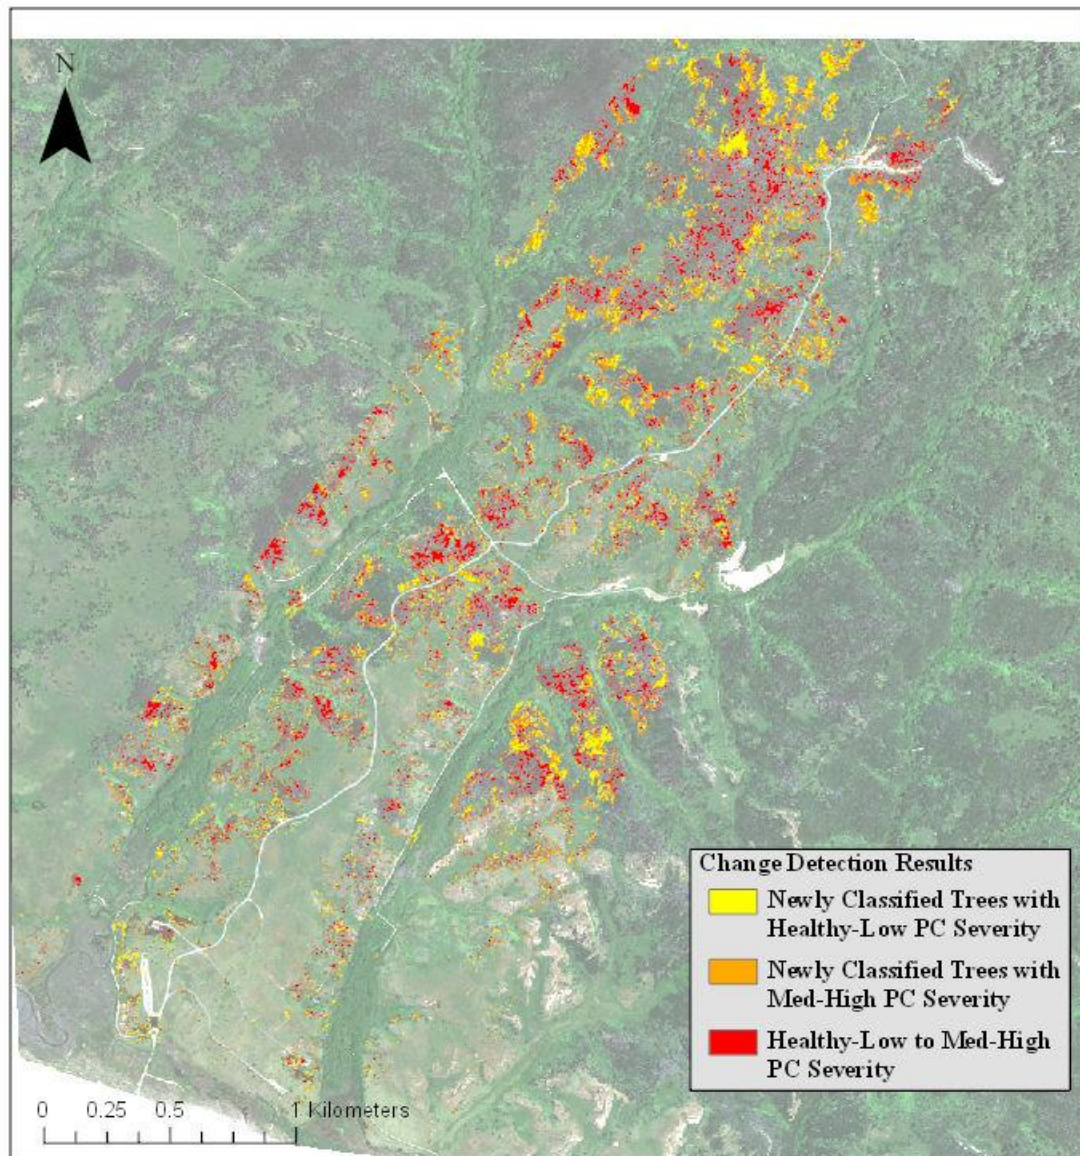 N
Change Detection Results
Newly Classified Trees with
Healthy-Low PC Severity
Newly Classified Trees with
Med-High PC Severity
Healthy-Low to Med-High
PC Severity
0 0.25 0.5 1 Kilometers